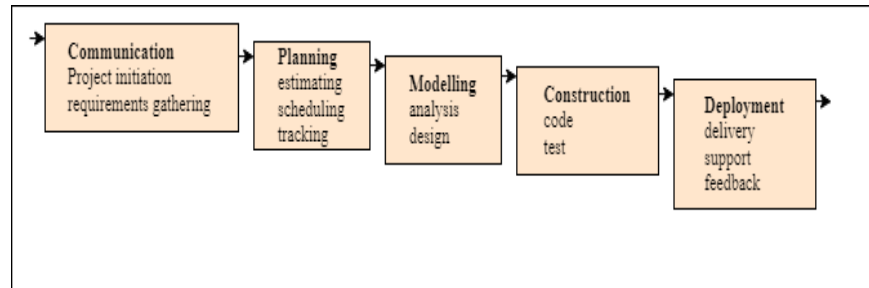 Communication
Project initiation
requirements gathering
Planning
estimating
scheduling
tracking
Modelling
analysis
design
Construction
code
test
Deployment
delivery
support
feedback